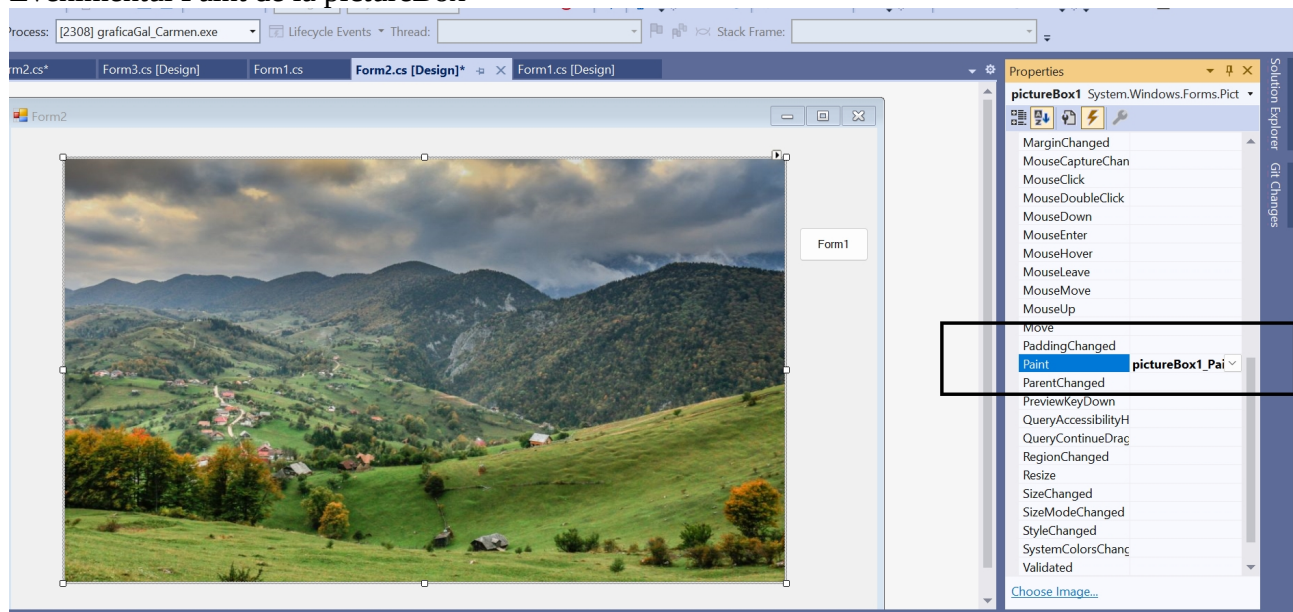 Evenimentul Paint de la pictureBox
Process: [2308] graficaGal_Carmen.exe Lifecycle Events Thread: Stack Frame:
rm2.cs* Form3.cs [Design] Form1.cs Form2.cs [Design]* Form1.cs [Design]
Form2
Form1
Properties
pictureBox1 System.Windows.Forms.Pict
MarginChanged
MouseCaptureChan
MouseClick
MouseDoubleClick
MouseDown
MouseEnter
MouseHover
MouseLeave
MouseMove
MouseUp
Move
PaddingChanged
Paint pictureBox1_Pai
ParentChanged
PreviewKeyDown
QueryAccessibilityH
QueryContinueDrag
RegionChanged
Resize
SizeChanged
SizeModeChanged
StyleChanged
SystemColorsChang
Validated
Choose Image...
Solution Explorer
Git Changes